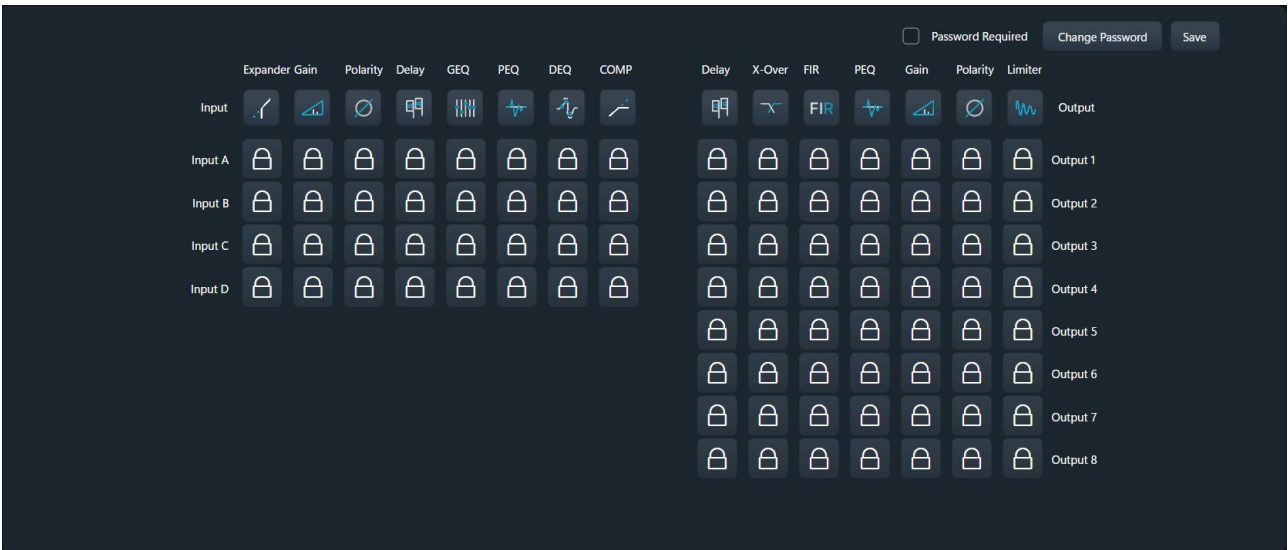 Password Required Change Password Save
Expander Gain Polarity Delay GEQ PEQ DEQ COMP Delay X-Over FIR PEQ Gain Polarity Limiter
Input FIR Output
Input A Output 1
Input B Output 2
Input C Output 3
Input D Output 4
Output 5
Output 6
Output 7
Output 8